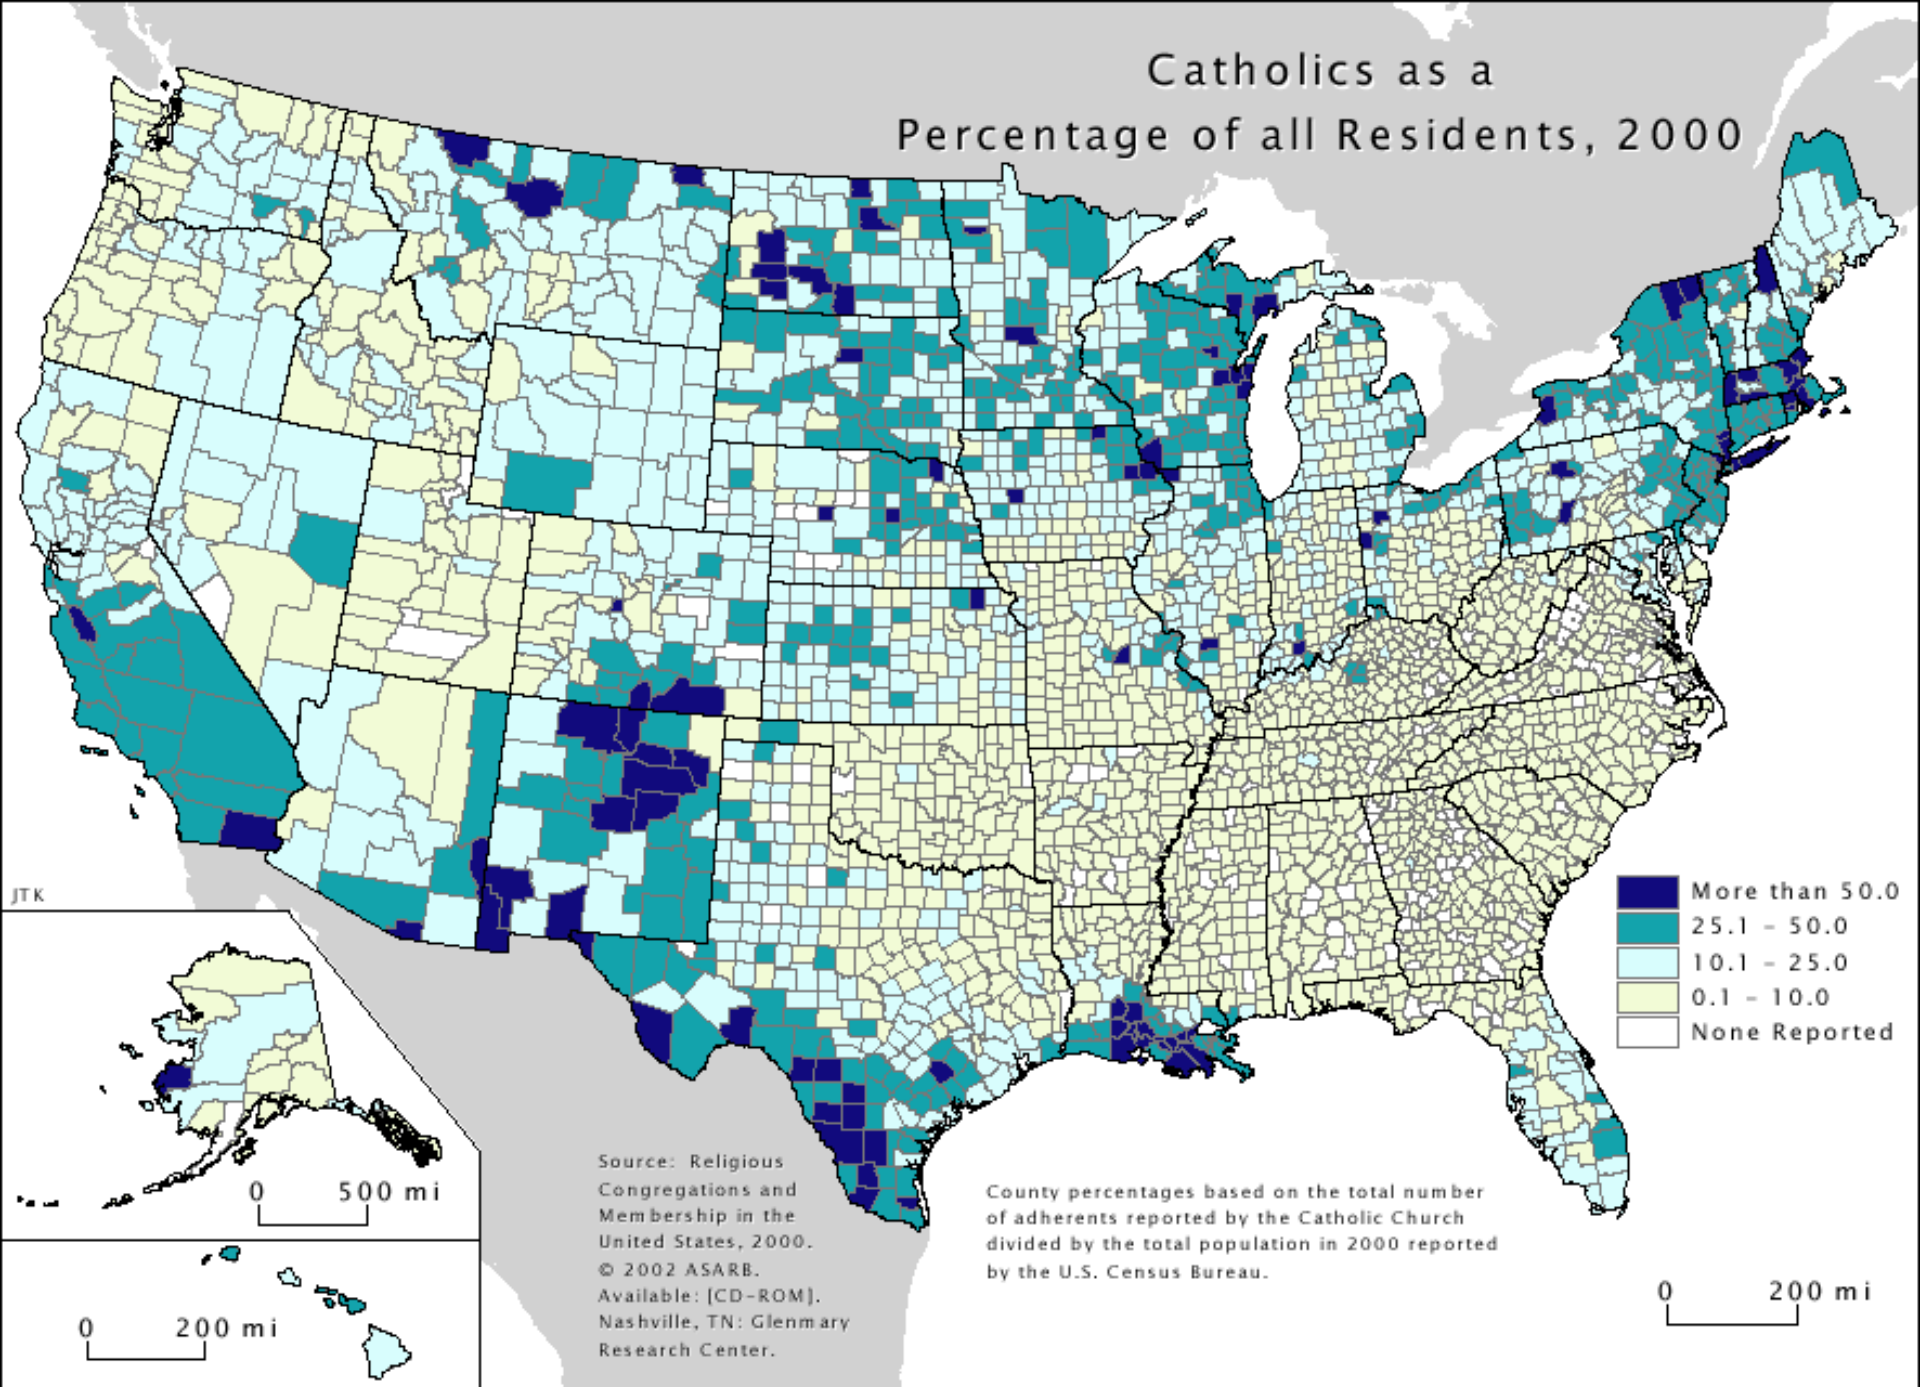 Catholics as a
Percentage of all Residents, 2000
JTK
More than 50.0
25.1 – 50.0
10.1 – 25.0
0.1 – 10.0
None Reported
0 500 mi
0 200 mi
Source: Religious
Congregations and
Membership in the
United States, 2000.
© 2002 ASARB.
Available: [CD-ROM].
Nashville, TN: Glenmary
Research Center.
County percentages based on the total number
of adherents reported by the Catholic Church
divided by the total population in 2000 reported
by the U.S. Census Bureau.
0 200 mi